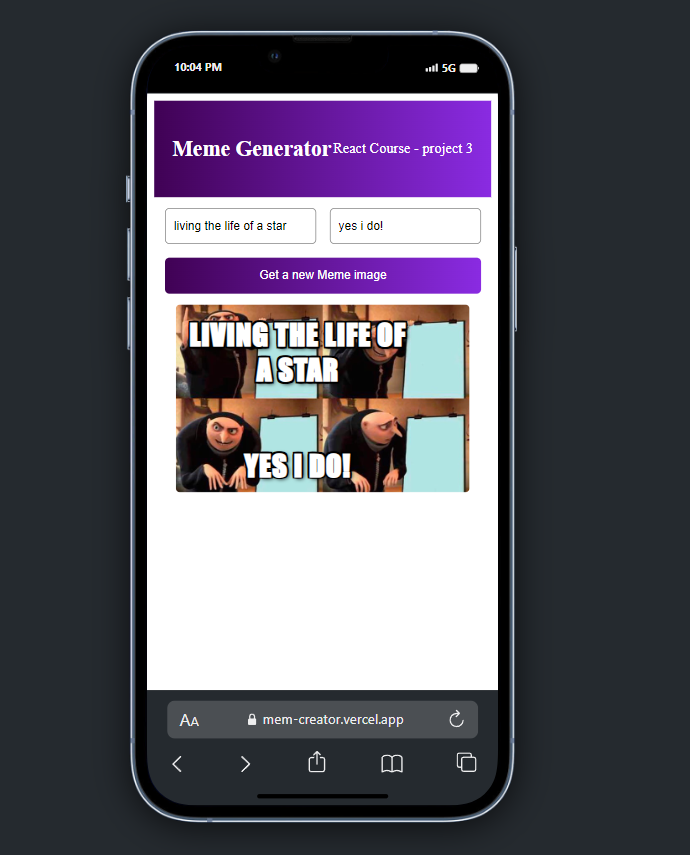 10:04 PM 5G
Meme Generator React Course - project 3
living the life of a star yes i do!
Get a new Meme image
LIVING THE LIFE OF
A STAR
YES I DO!
AA mem-creator.vercel.app